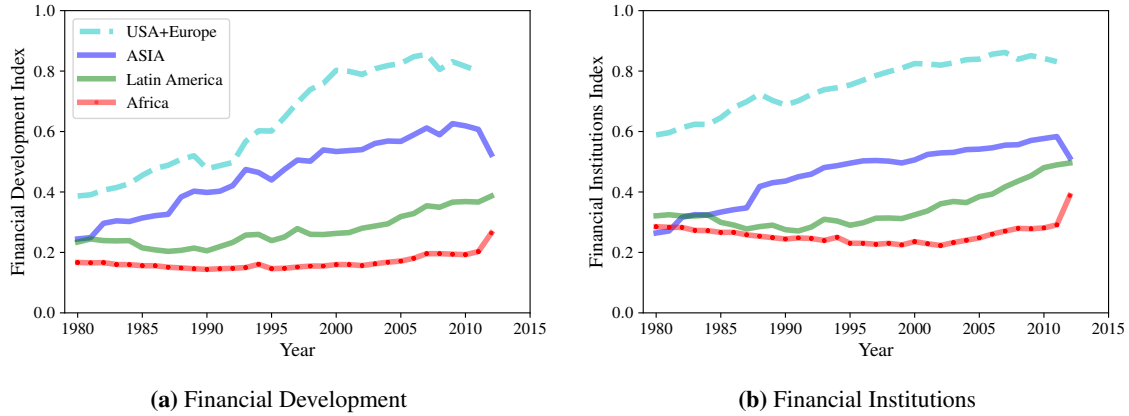 1.0
0.8
0.6
0.4
0.2
0.0
Financial Development Index
USA+Europe
ASIA
Latin America
Africa
1980 1985 1990 1995 2000 2005 2010 2015
Year
(a) Financial Development
1.0
0.8
0.6
0.4
0.2
0.0
Financial Institutions Index
1980 1985 1990 1995 2000 2005 2010 2015
Year
(b) Financial Institutions